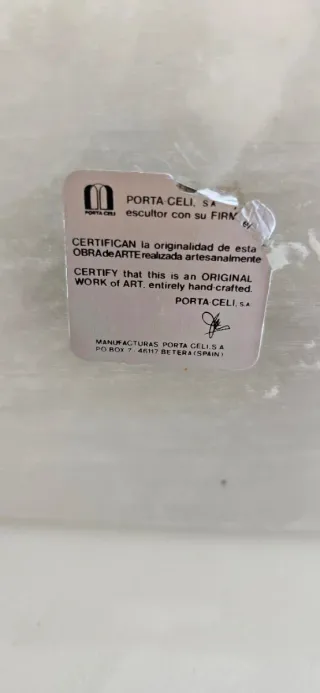 PORTA CELI
PORTA CELI, S.A
escultor con su FIRM
CERTIFICAN la originalidad de esta
OBRA de ARTE realizada artesanalmente
CERTIFY that this is an ORIGINAL
WORK of ART, entirely hand-crafted.
PORTA CELI, S.A.
MANUFACTURAS PORTA CELI, S.A
P.O. BOX 7 - 46117 BETERA (SPAIN)